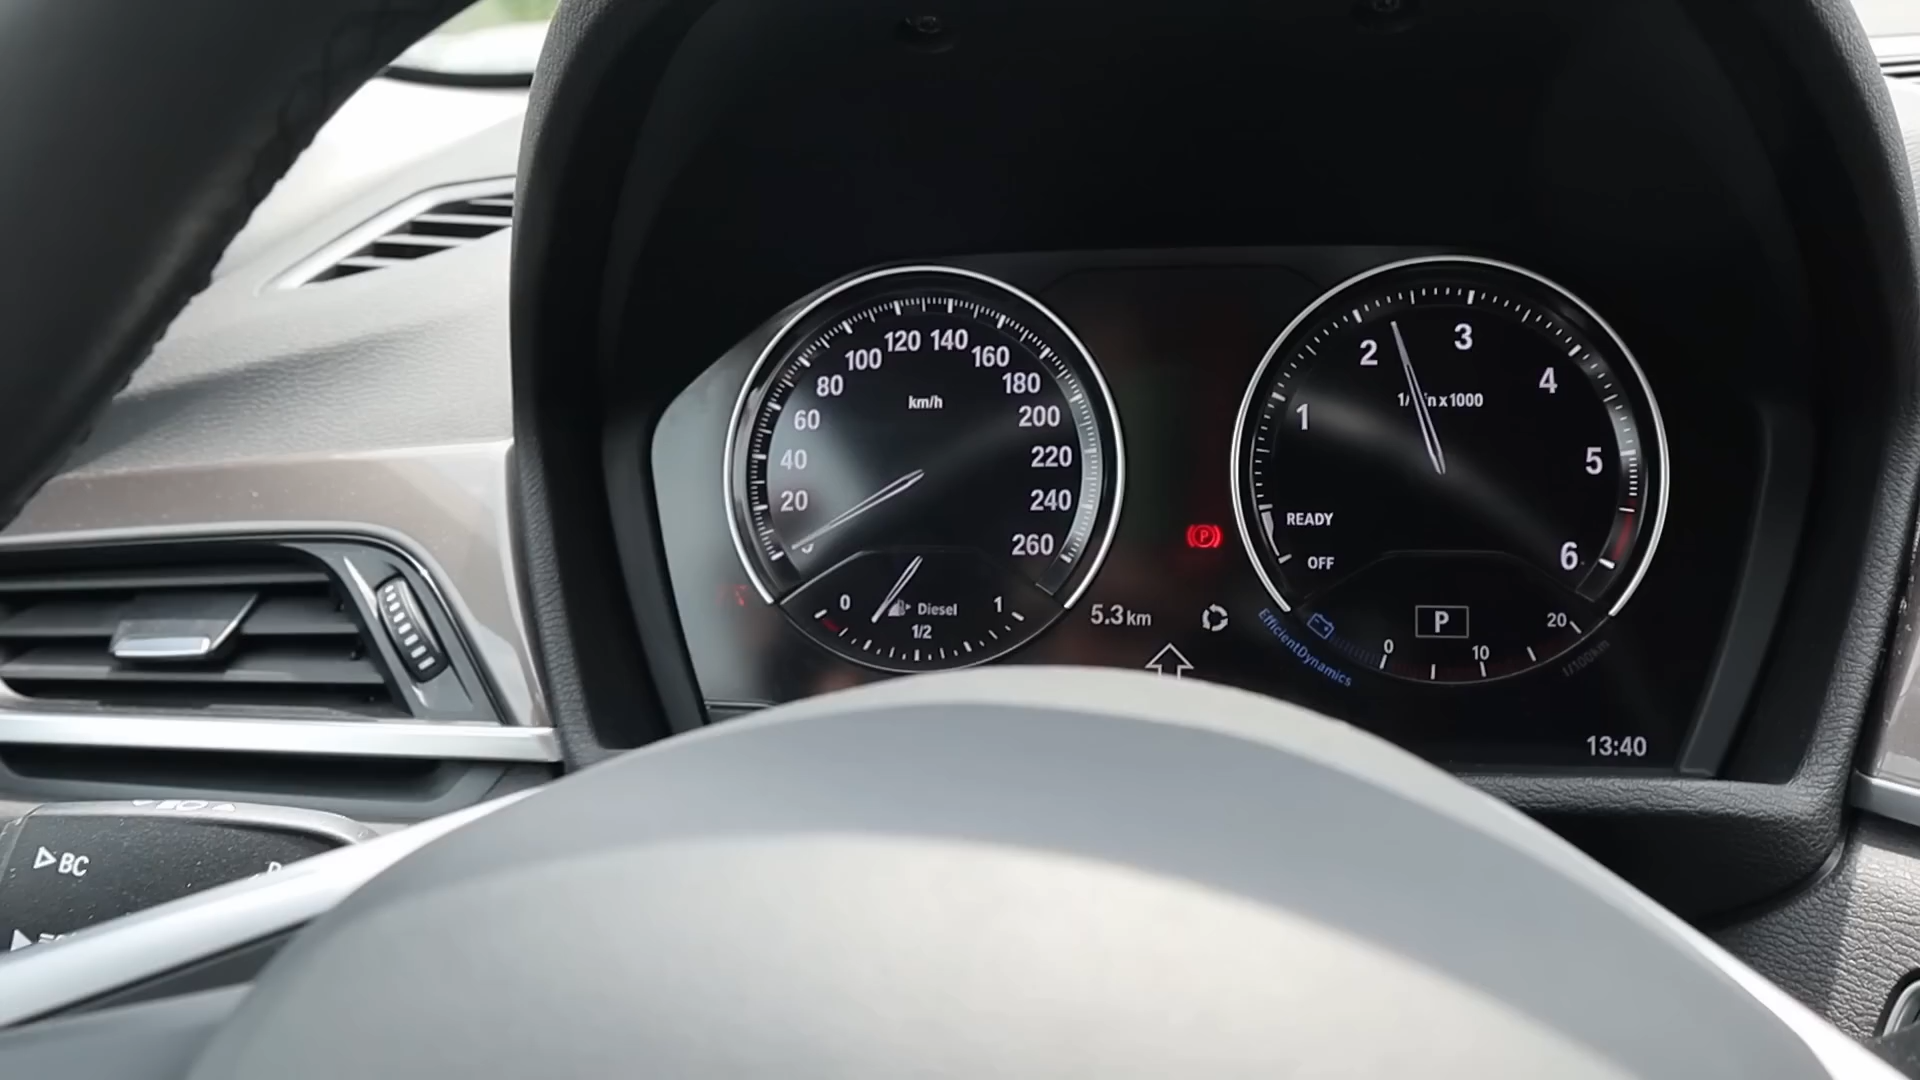 120 140
100 160
80 180
km/h
60 200
40 220
20 240
260
0 1
Diesel
1/2
5.3 km
P
3
2
4
1
5
READY
OFF
6
P
0 10 20
l/100km
EfficientDynamics
13:40
BC